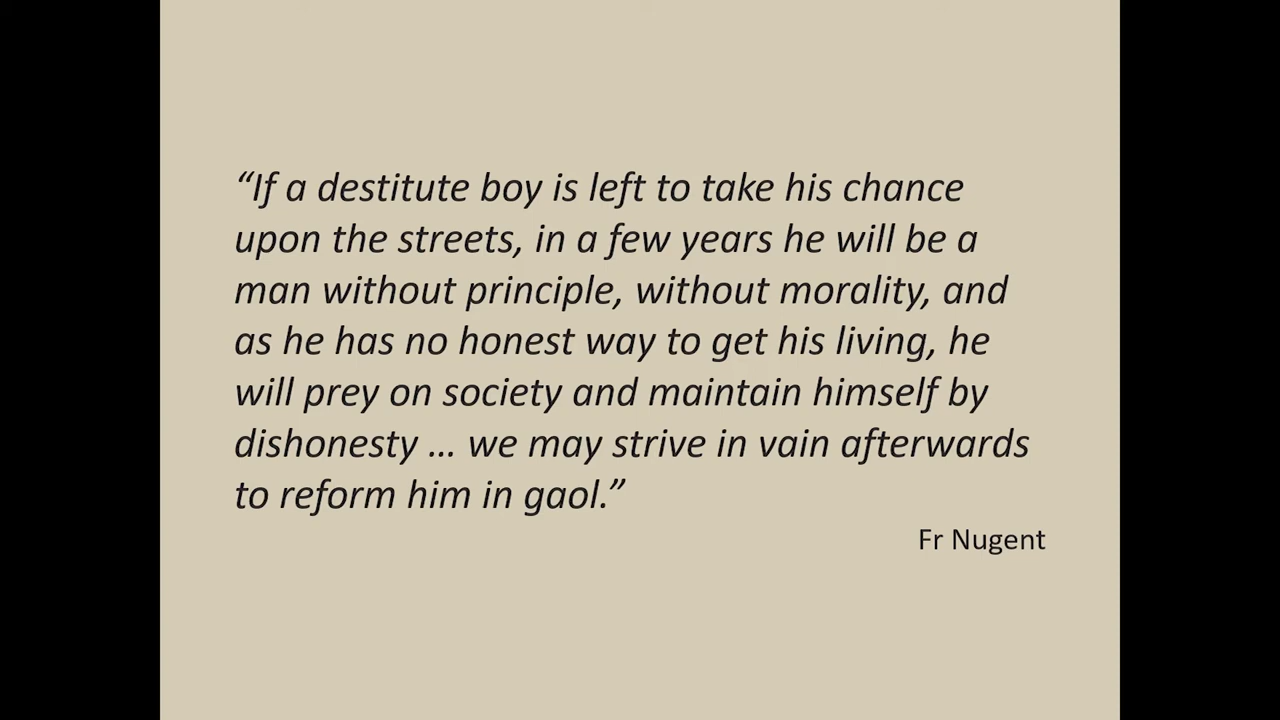 “If a destitute boy is left to take his chance
upon the streets, in a few years he will be a
man without principle, without morality, and
as he has no honest way to get his living, he
will prey on society and maintain himself by
dishonesty … we may strive in vain afterwards
to reform him in gaol.”
Fr Nugent